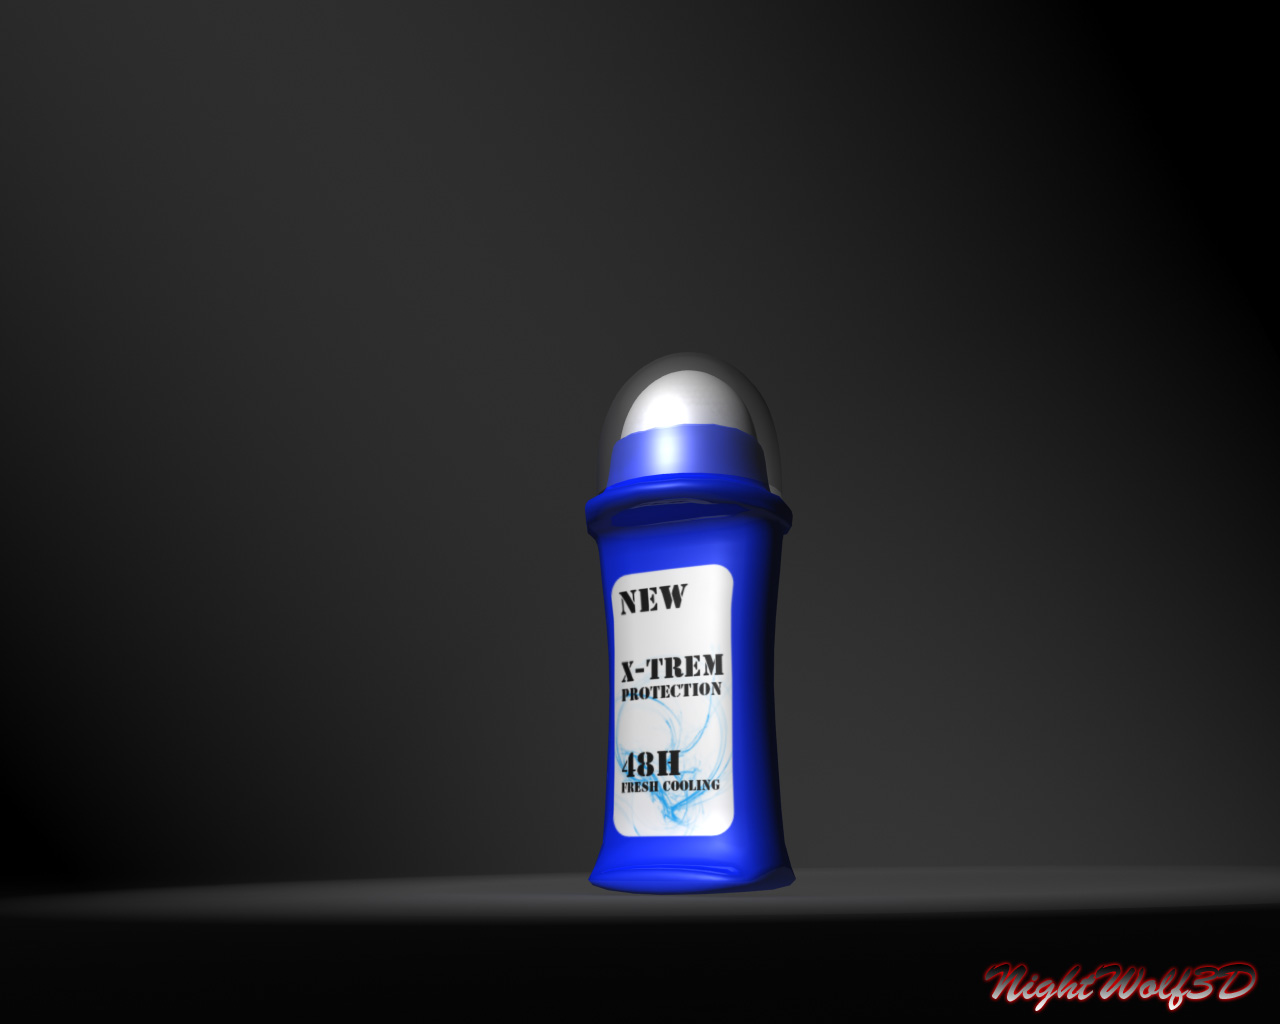 NEW
X-TREM
PROTECTION
48H
FRESH COOLING
NightWolf3D